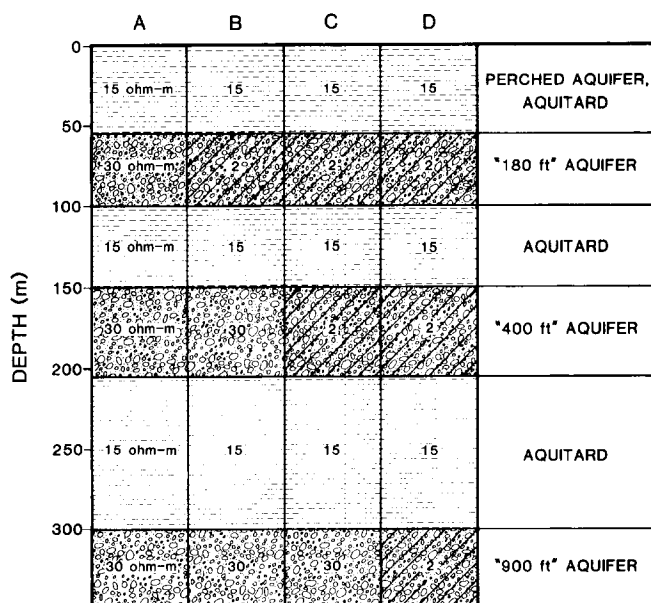 A B C D
0
15 ohm-m 15 15 15 PERCHED AQUIFER,
AQUITARD
50
30 ohm-m 2 2 2 "180 ft" AQUIFER
100
15 ohm-m 15 15 15 AQUITARD
150
30 ohm-m 30 2 2 "400 ft" AQUIFER
200
15 ohm-m 15 15 15 AQUITARD
250
300
30 ohm-m 30 30 2 "900 ft" AQUIFER
DEPTH (m)